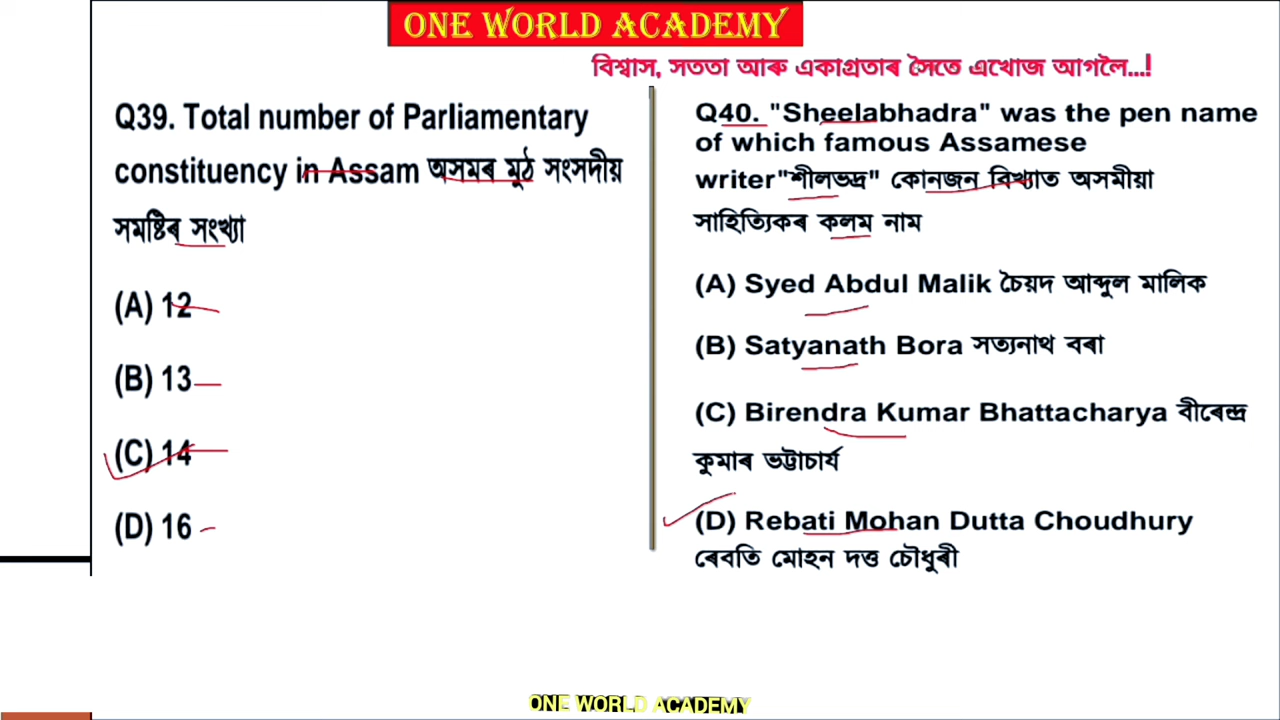 ONE WORLD ACADEMY
বিশ্বাস, সততা আৰু একাগ্ৰতাৰ সৈতে এখোজ আগলৈ...!
Q39. Total number of Parliamentary
constituency in Assam অসমৰ মুঠ সংসদীয়
সমষ্টিৰ সংখ্যা
(A) 12
(B) 13
(C) 14
(D) 16
Q40. "Sheelabhadra" was the pen name
of which famous Assamese
writer"শীলভদ্ৰ" কোনজন বিখ্যাত অসমীয়া
সাহিত্যিকৰ কলম নাম
(A) Syed Abdul Malik চৈয়দ আব্দুল মালিক
(B) Satyanath Bora সত্যনাথ বৰা
(C) Birendra Kumar Bhattacharya বীৰেন্দ্ৰ
কুমাৰ ভট্টাচাৰ্য
(D) Rebati Mohan Dutta Choudhury
ৰেবতি মোহন দত্ত চৌধুৰী
ONE WORLD ACADEMY